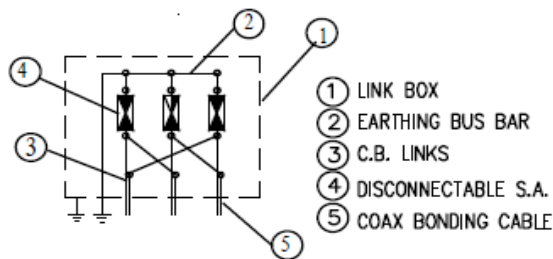 1
2
4
3
5
1 LINK BOX
2 EARTHING BUS BAR
3 C.B. LINKS
4 DISCONNECTABLE S.A.
5 COAX BONDING CABLE